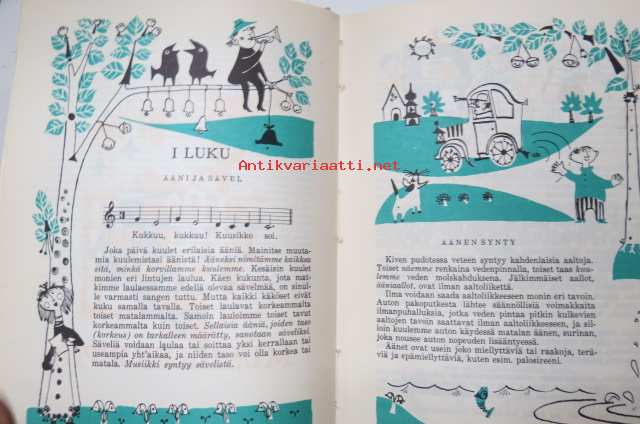 I LUKU
Antikvariaatti.net
ÄÄNI JA SÄVEL
Kukkuu, kukkuu! Kuusikko soi.
Joka päivä kuulet erilaisia ääniä. Mainitse muuta-
mia kuulemistasi äänistä! Ääneksi nimitämme kaikkea
sitä, minkä korvillamme kuulemme. Kesäisin kuulet
monien eri lintujen laulua. Käen kukunta, jota mat-
kimme laulaessamme edellä olevaa sävelmää, on sinul-
le varmasti sangen tuttu. Mutta kaikki käköset eivät
kuku samalla tavalla. Toiset laulavat korkeammalta
toiset matalammalta. Samoin lauloimme tavut
korkeammalta kuin toiset. Sellaisia ääniä, joiden taso
(korkeus) on tarkalleen määrätty, sanotaan säveliksi.
Säveliä voidaan laulaa tai soittaa yksi kerrallaan tai
useampia yht'aikaa, ja niiden taso voi olla korkea tai
matala. Musiikki syntyy sävelistä.
ÄÄNEN SYNTY
Kiven pudotessa veteen syntyy kahdenlaisia aaltoja.
Toiset näemme renkaina vedenpinnalla, toiset taas kuu-
lemme veden molskahduksena. Jälkimmäiset aallot,
ääniaallot, ovat ilman aaltoliikettä.
Ilma voidaan saada aaltoliikkeeseen monin eri tavoin.
Auton pakoputkesta lähtee säännöllisiä voimakkaita
ilmanpuhalluksia, jotka veden pintaa pitkin kulkevien
aaltojen tavoin saattavat ilman aaltoliikkeeseen, ja sil-
loin kuulemme auton käydessä matalan äänen, surinan,
joka nousee auton nopeuden lisääntyessä.
Äänet ovat usein joko miellyttäviä tai raakoja, terä-
viä ja epämiellyttäviä, kuten esim. palosireeni